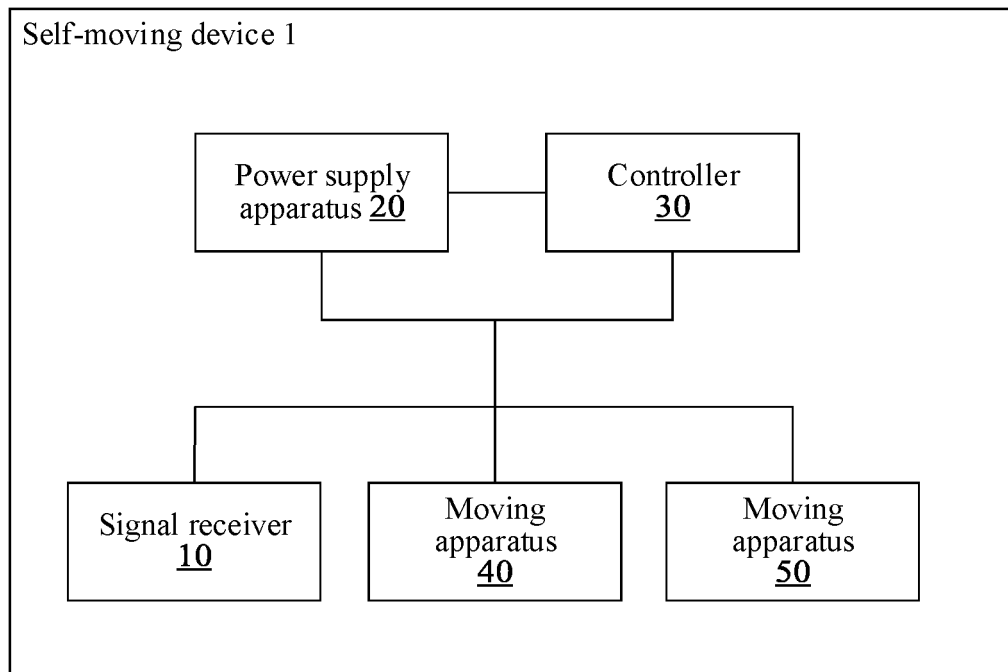 Self-moving device 1
Power supply
apparatus 20
Controller
30
Signal receiver
10
Moving
apparatus
40
Moving
apparatus
50